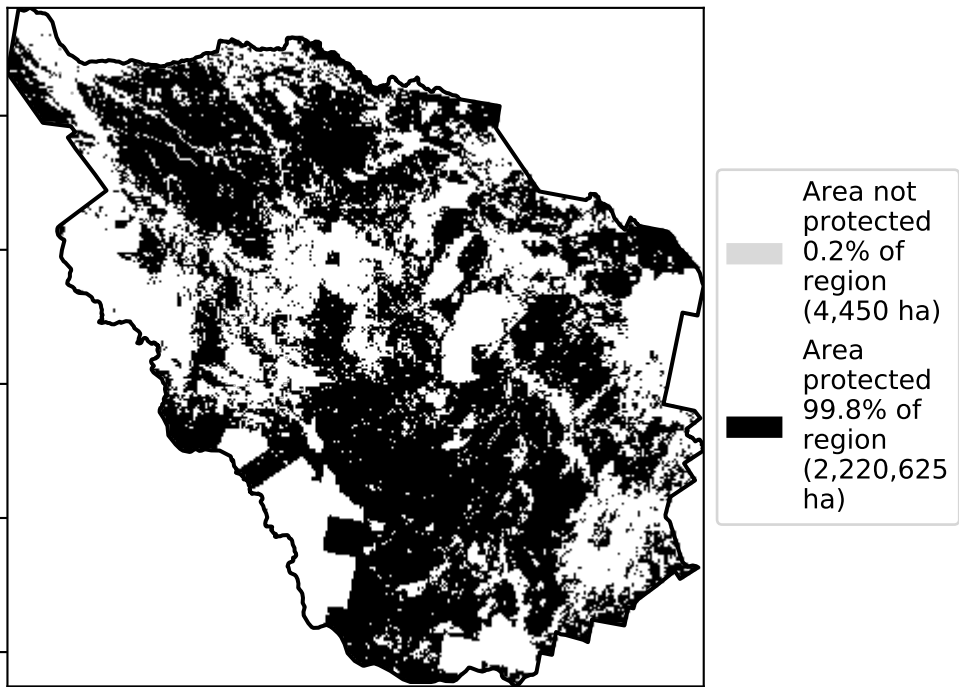 Area not
protected
0.2% of
region
(4,450 ha)
Area
protected
99.8% of
region
(2,220,625
ha)